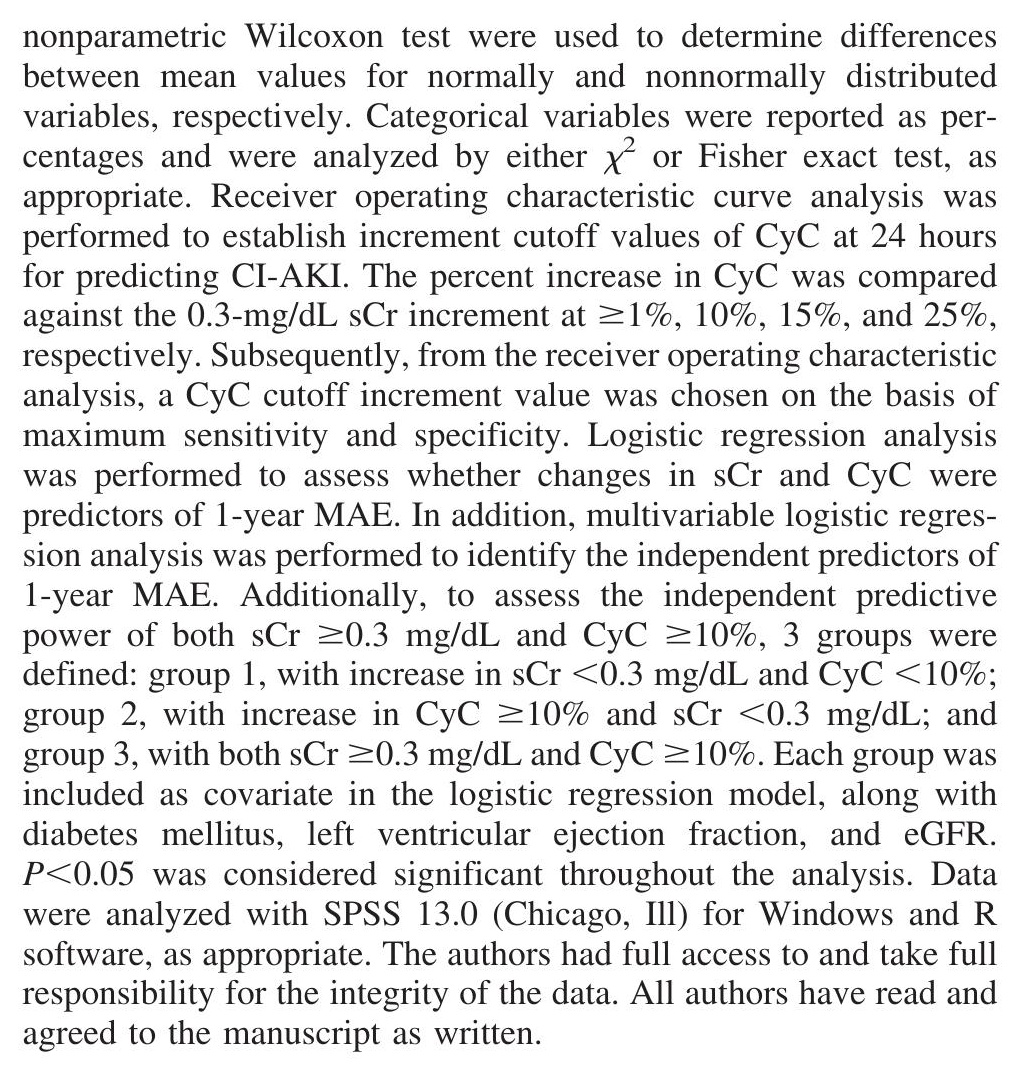 nonparametric Wilcoxon test were used to determine differences
between mean values for normally and nonnormally distributed
variables, respectively. Categorical variables were reported as per-
centages and were analyzed by either χ² or Fisher exact test, as
appropriate. Receiver operating characteristic curve analysis was
performed to establish increment cutoff values of CyC at 24 hours
for predicting CI-AKI. The percent increase in CyC was compared
against the 0.3-mg/dL sCr increment at ≥1%, 10%, 15%, and 25%,
respectively. Subsequently, from the receiver operating characteristic
analysis, a CyC cutoff increment value was chosen on the basis of
maximum sensitivity and specificity. Logistic regression analysis
was performed to assess whether changes in sCr and CyC were
predictors of 1-year MAE. In addition, multivariable logistic regres-
sion analysis was performed to identify the independent predictors of
1-year MAE. Additionally, to assess the independent predictive
power of both sCr ≥0.3 mg/dL and CyC ≥10%, 3 groups were
defined: group 1, with increase in sCr <0.3 mg/dL and CyC <10%;
group 2, with increase in CyC ≥10% and sCr <0.3 mg/dL; and
group 3, with both sCr ≥0.3 mg/dL and CyC ≥10%. Each group was
included as covariate in the logistic regression model, along with
diabetes mellitus, left ventricular ejection fraction, and eGFR.
P<0.05 was considered significant throughout the analysis. Data
were analyzed with SPSS 13.0 (Chicago, Ill) for Windows and R
software, as appropriate. The authors had full access to and take full
responsibility for the integrity of the data. All authors have read and
agreed to the manuscript as written.